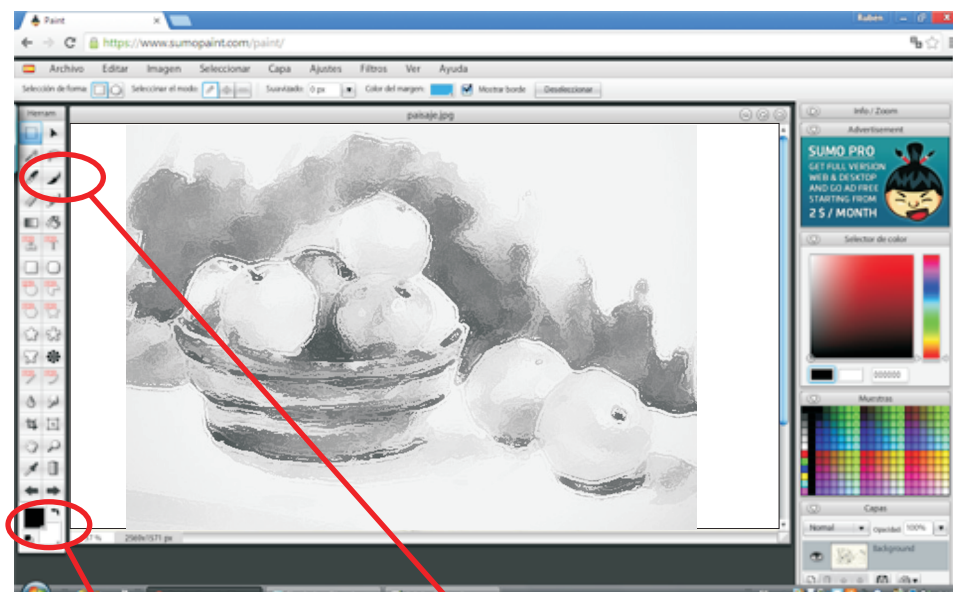 Paint
Ruben
https://www.sumopaint.com/paint/
Archivo Editar Imagen Seleccionar Capa Ajustes Filtros Ver Ayuda
Selección de forma: Seleccinar el modo: Suavizado: 0 px Color del margen: Mostrar borde Deseleccionar
Herram
paisaje.jpg
Info / Zoom
Advertisement
SUMO PRO
GET FULL VERSION
WEB & DESKTOP
AND GO AD FREE
STARTING FROM
2 $ / MONTH
Selector de color
000000
Muestras
Capas
Normal Opacidad: 100%
Background
2569x1571 px